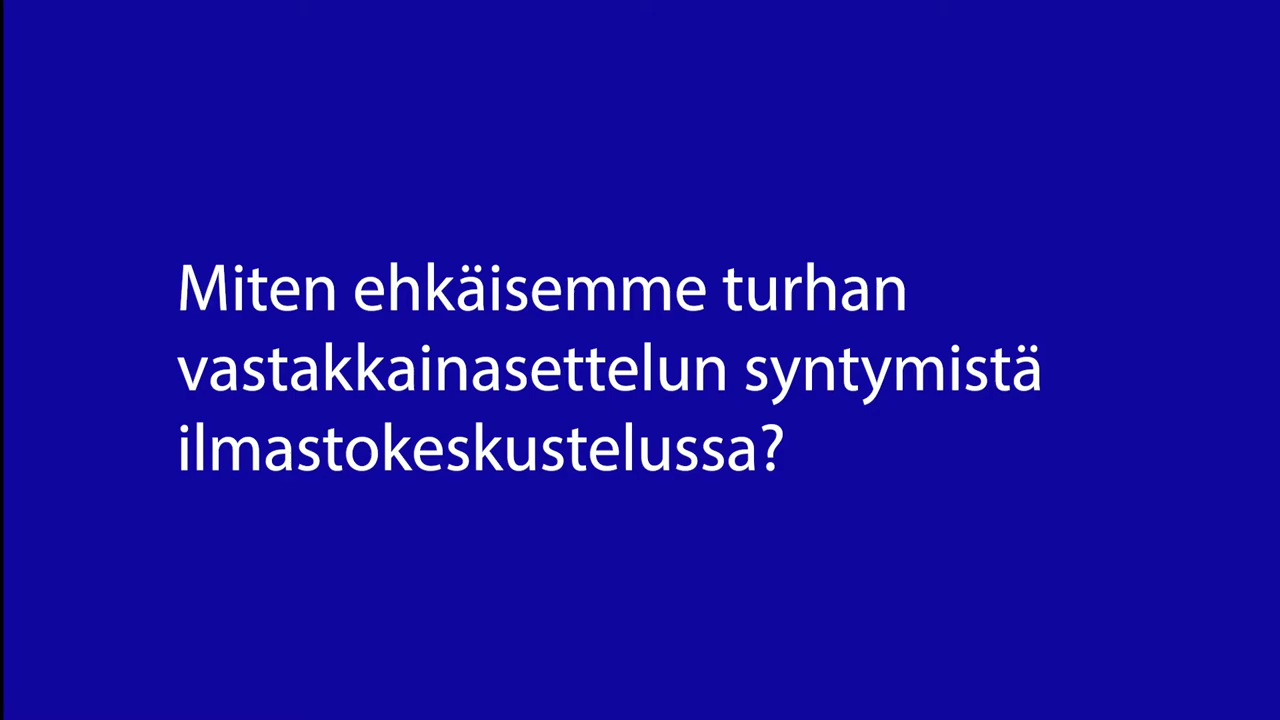 Miten ehkäisemme turhan
vastakkainasettelun syntymistä
ilmastokeskustelussa?